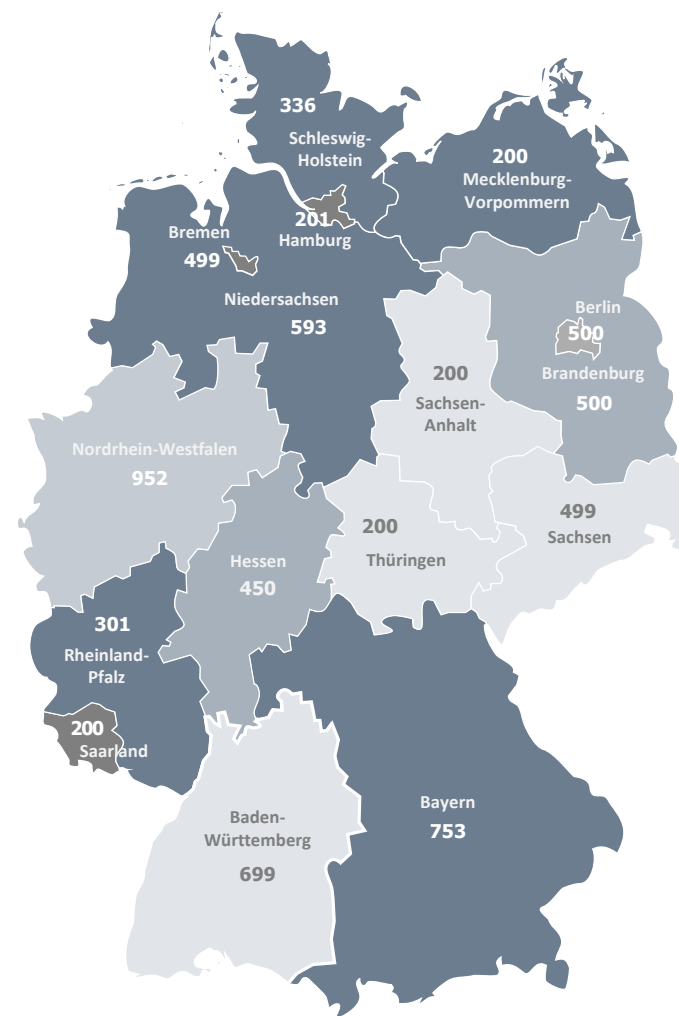 336
Schleswig-
Holstein
200
Mecklenburg-
Vorpommern
201
Hamburg
Bremen
499
Niedersachsen
593
Berlin
500
Brandenburg
500
200
Sachsen-
Anhalt
Nordrhein-Westfalen
952
499
Sachsen
200
Thüringen
Hessen
450
301
Rheinland-
Pfalz
200
Saarland
Baden-
Württemberg
699
Bayern
753